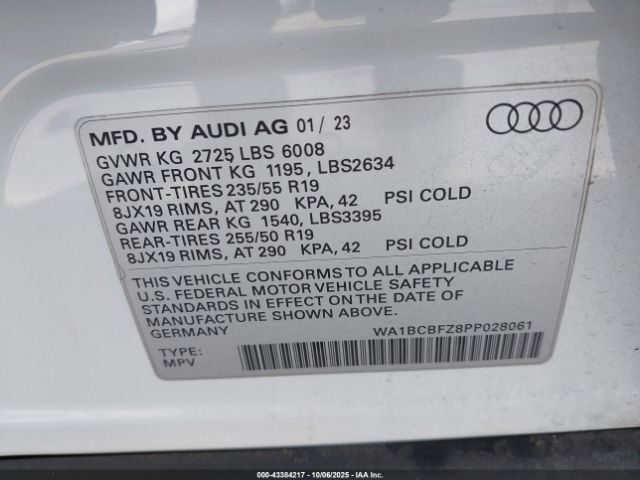 MFD. BY AUDI AG 01/ 23
GVWR KG 2725 LBS 6008
GAWR FRONT KG 1195, LBS2634
FRONT-TIRES 235/55 R19
8JX19 RIMS, AT 290 KPA, 42 PSI COLD
GAWR REAR KG 1540, LBS3395
REAR-TIRES 255/50 R19
8JX19 RIMS, AT 290 KPA, 42 PSI COLD
THIS VEHICLE CONFORMS TO ALL APPLICABLE
U.S. FEDERAL MOTOR VEHICLE SAFETY
STANDARDS IN EFFECT ON THE DATE OF
MANUFACTURE SHOWN ABOVE.
GERMANY
WA1BCBFZ8PP028061
TYPE:
MPV
000-43384217 - 10/06/2025 - IAA Inc.